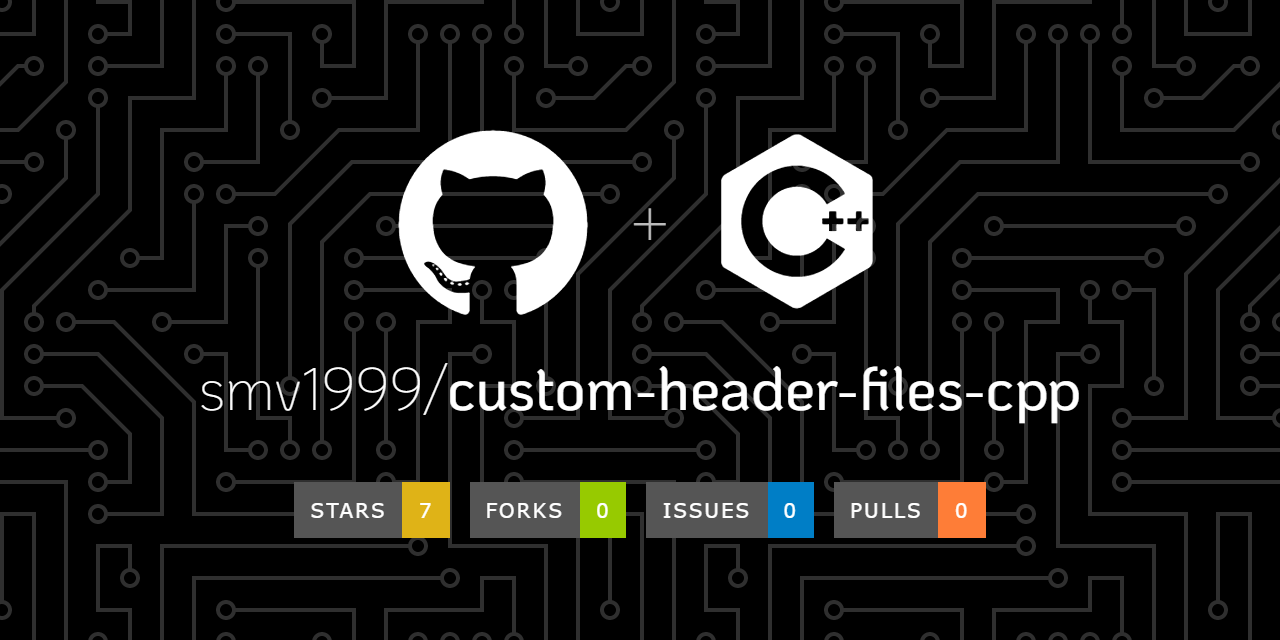 C++
smv1999/custom-header-files-cpp
STARS 7 FORKS 0 ISSUES 0 PULLS 0